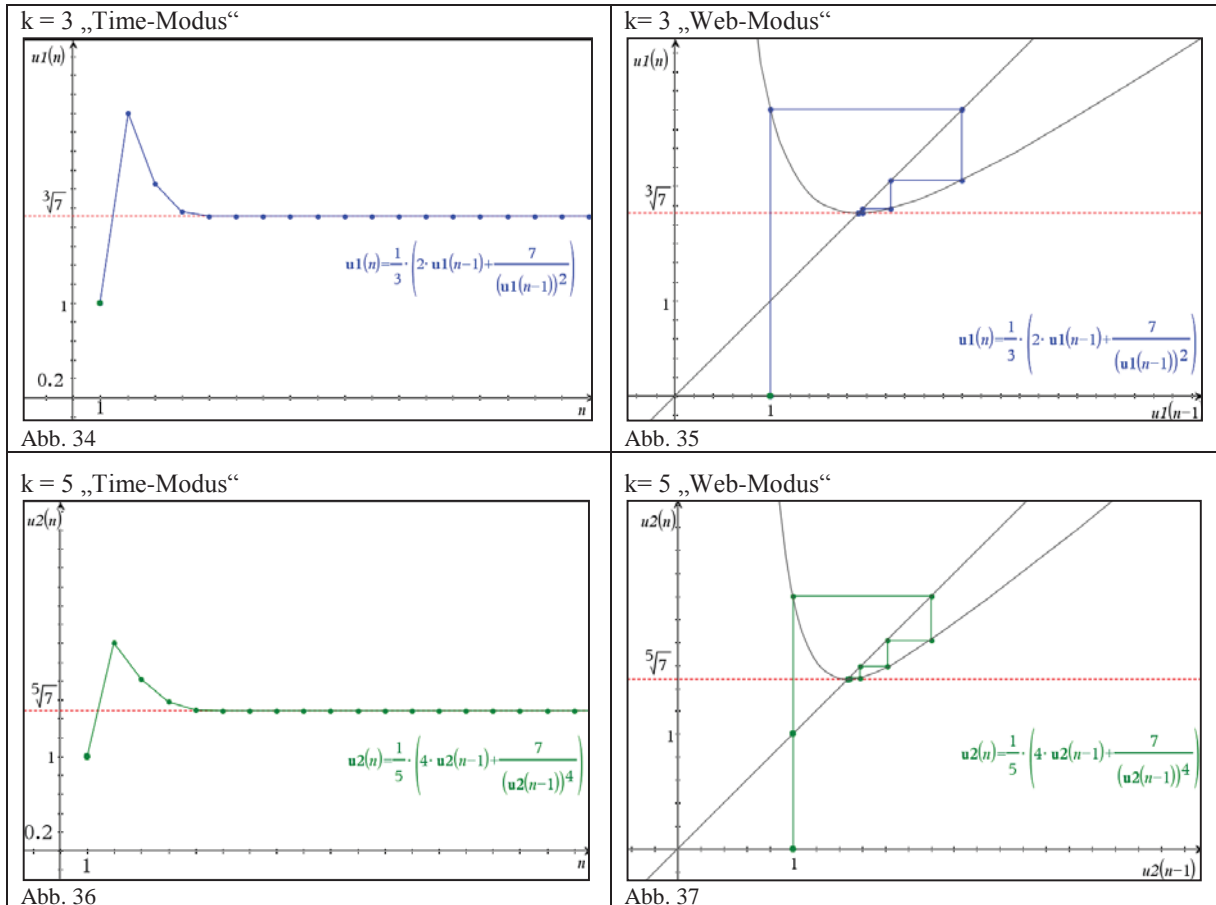 k = 3 „Time-Modus“
u1(n)
∛7
1
0.2
1
n
u1(n)=1/3·(2·u1(n-1)+7/(u1(n-1))^2)
Abb. 34
k= 3 „Web-Modus“
u1(n)
∛7
1
1
u1(n-1
u1(n)=1/3·(2·u1(n-1)+7/(u1(n-1))^2)
Abb. 35
k = 5 „Time-Modus“
u2(n)
⁵√7
1
0.2
1
n
u2(n)=1/5·(4·u2(n-1)+7/(u2(n-1))^4)
Abb. 36
k= 5 „Web-Modus“
u2(n)
⁵√7
1
1
u2(n-1)
u2(n)=1/5·(4·u2(n-1)+7/(u2(n-1))^4)
Abb. 37